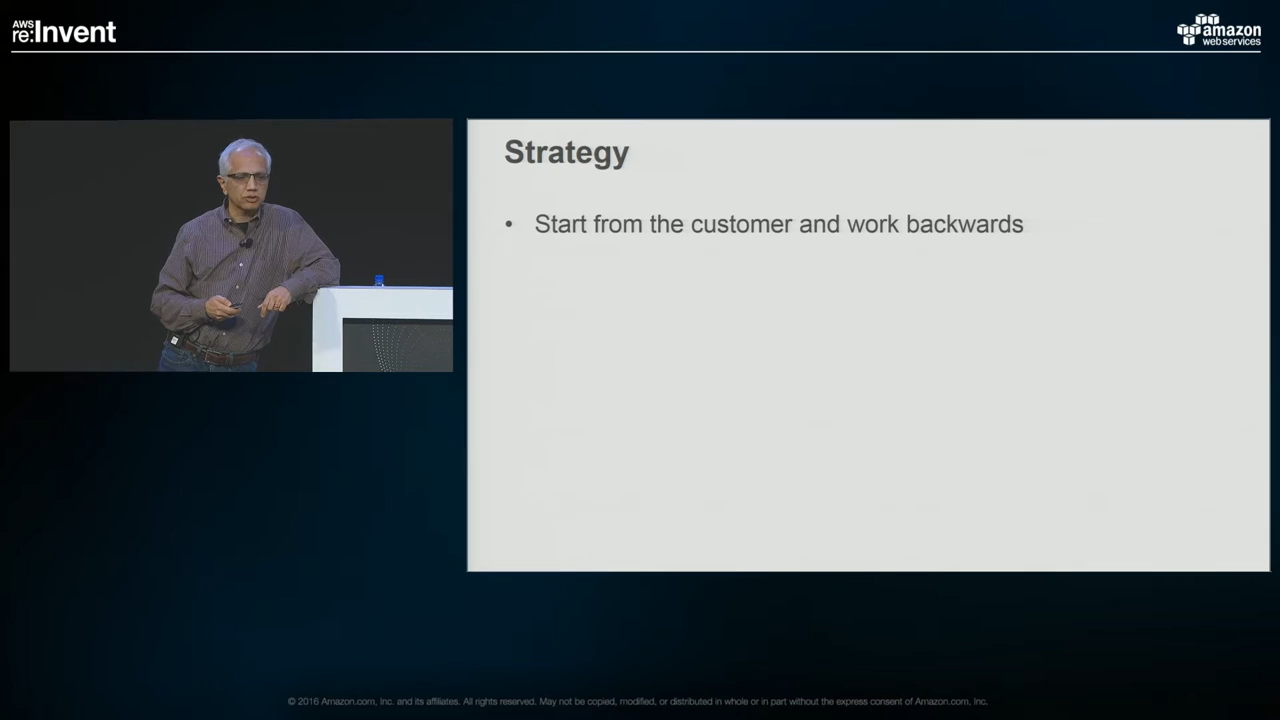 AWS
re:Invent
amazon
web services
Strategy
• Start from the customer and work backwards
© 2016 Amazon.com, Inc. and its affiliates. All rights reserved. May not be copied, modified, or distributed in whole or in part without the express consent of Amazon.com, Inc.